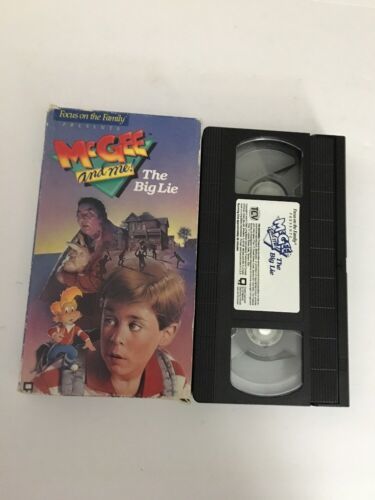 Focus on the Family
PRESENTS
McGEE
and me!
The
Big Lie
Focus on the Family
PRESENTS
McGEE
and me!
The
Big Lie